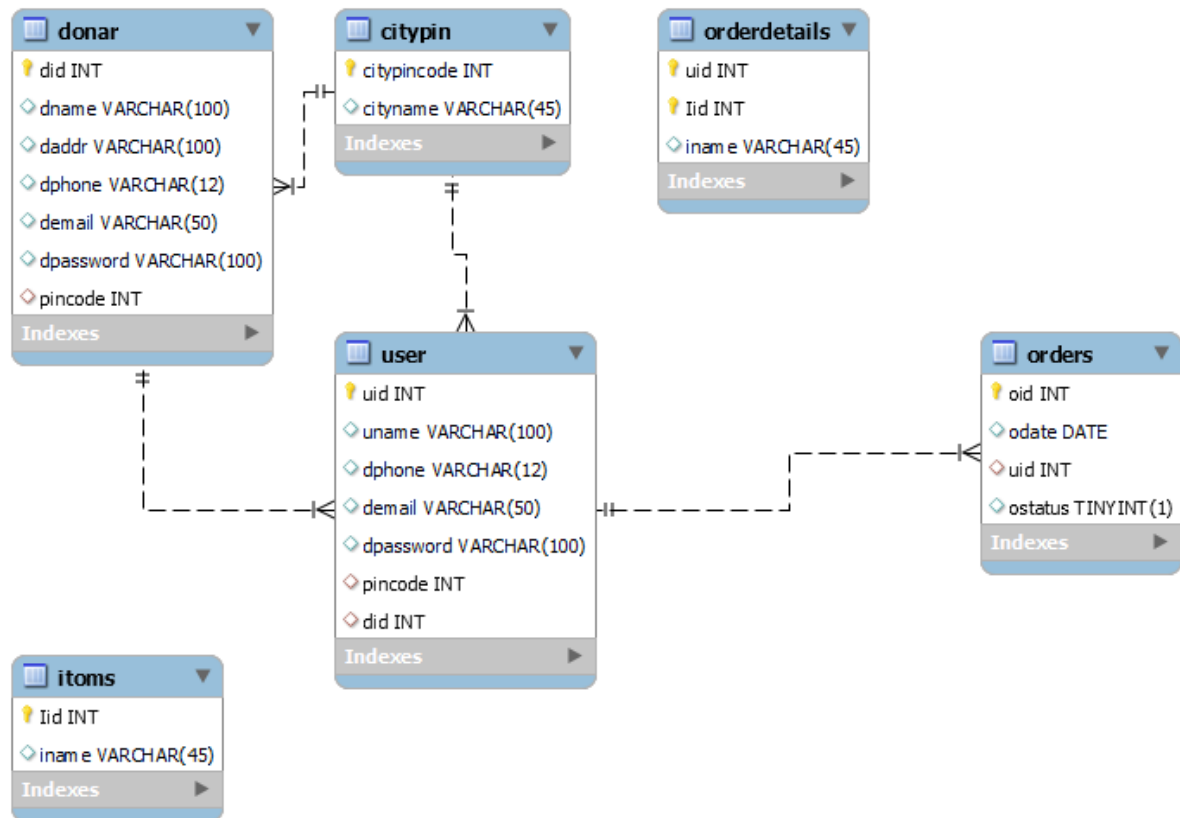 donar
did INT
dname VARCHAR(100)
daddr VARCHAR(100)
dphone VARCHAR(12)
demail VARCHAR(50)
dpassword VARCHAR(100)
pincode INT
Indexes
citypin
citypincode INT
cityname VARCHAR(45)
Indexes
orderdetails
uid INT
Iid INT
iname VARCHAR(45)
Indexes
user
uid INT
uname VARCHAR(100)
dphone VARCHAR(12)
demail VARCHAR(50)
dpassword VARCHAR(100)
pincode INT
did INT
Indexes
orders
oid INT
odate DATE
uid INT
ostatus TINYINT(1)
Indexes
itoms
Iid INT
iname VARCHAR(45)
Indexes